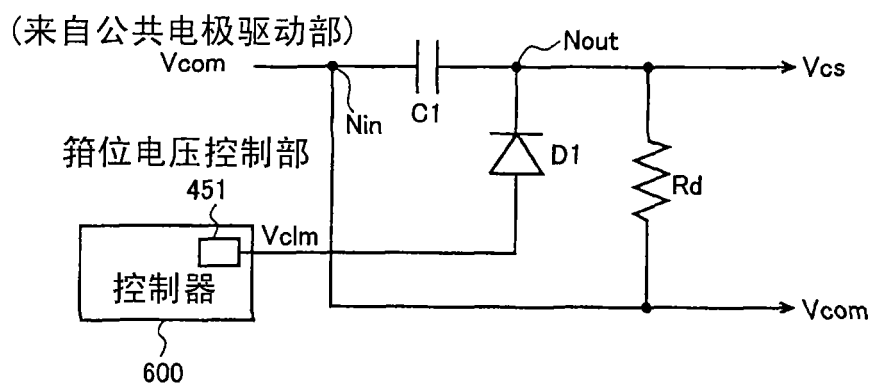 (来自公共电极驱动部)
Vcom
Nout
Vcs
C1
Nin
箝位电压控制部
D1
451
Rd
Vclm
控制器
Vcom
600